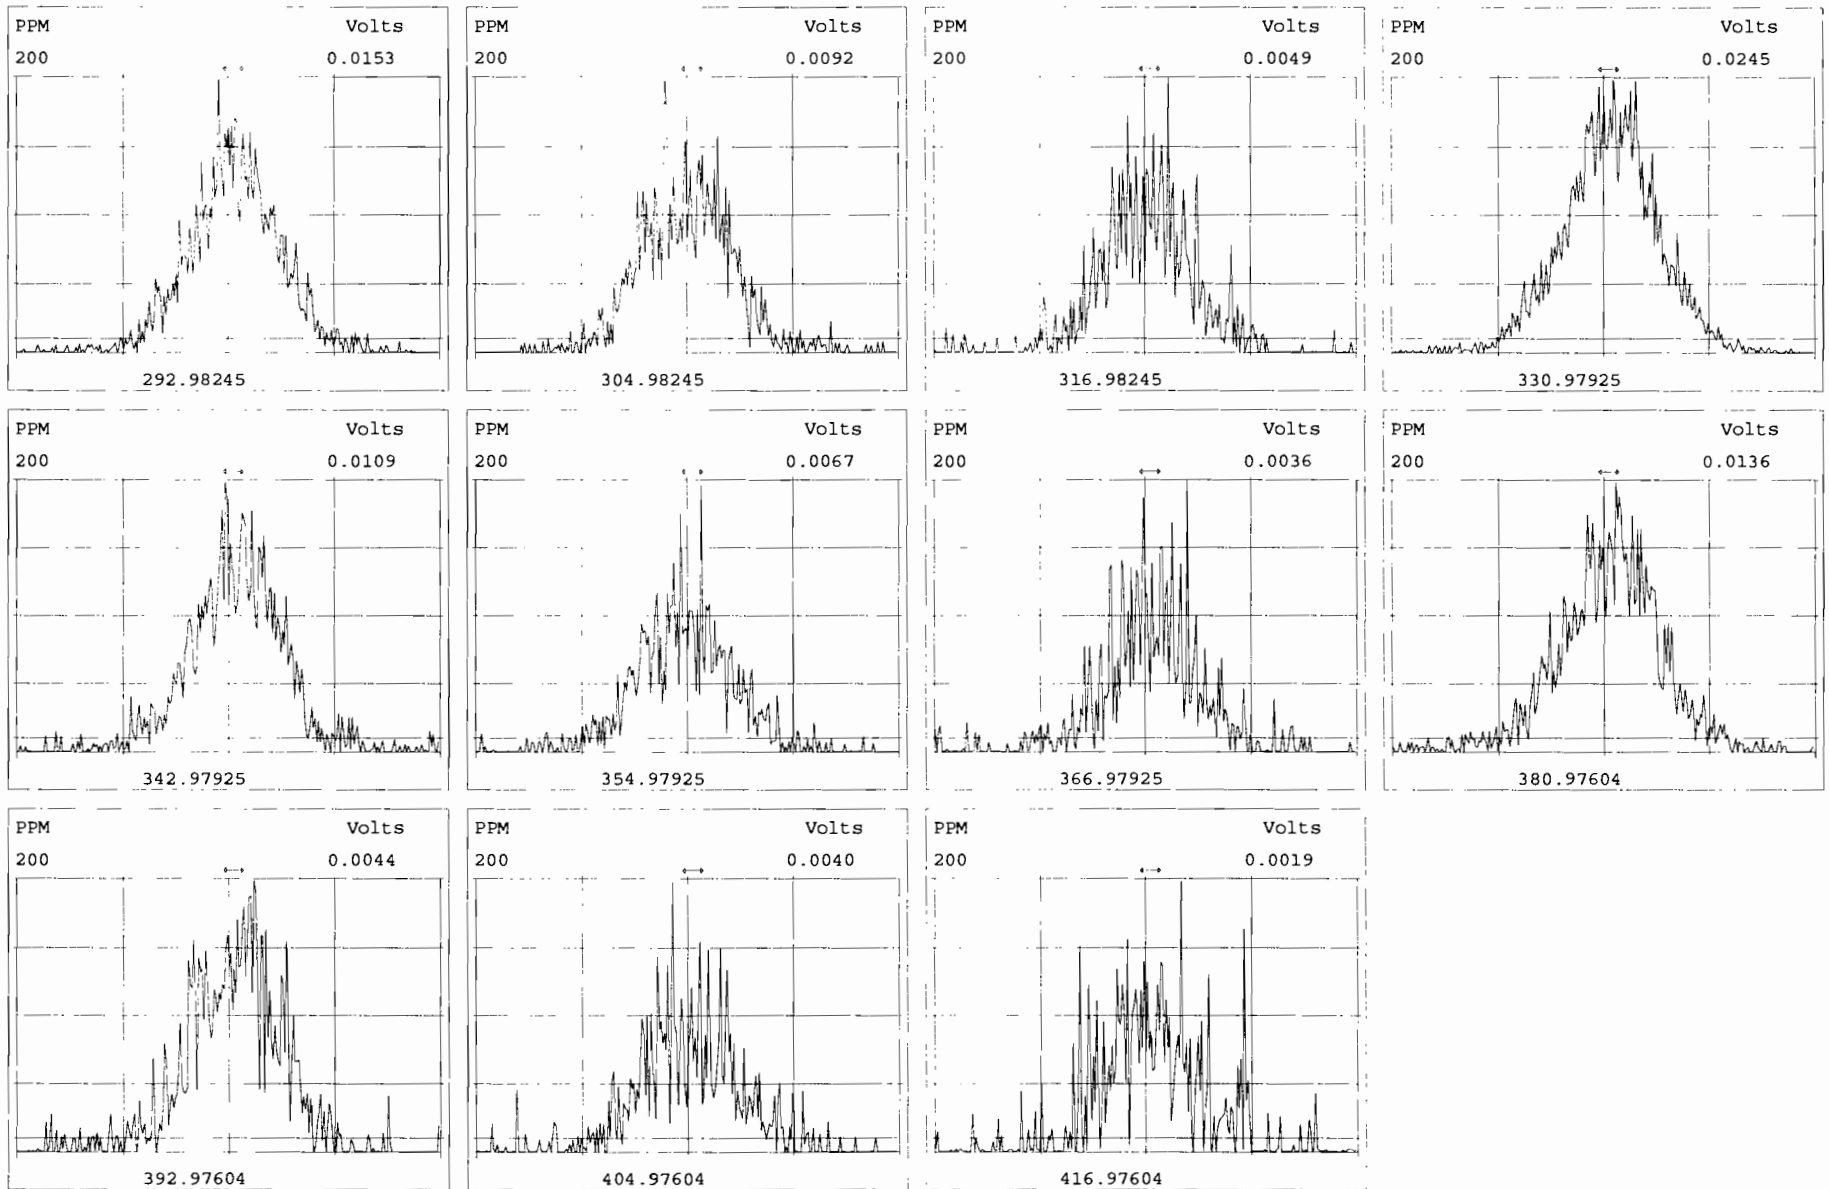 PPM Volts
200 0.0153
292.98245
PPM Volts
200 0.0092
304.98245
PPM Volts
200 0.0049
316.98245
PPM Volts
200 0.0245
330.97925
PPM Volts
200 0.0109
342.97925
PPM Volts
200 0.0067
354.97925
PPM Volts
200 0.0036
366.97925
PPM Volts
200 0.0136
380.97604
PPM Volts
200 0.0044
392.97604
PPM Volts
200 0.0040
404.97604
PPM Volts
200 0.0019
416.97604